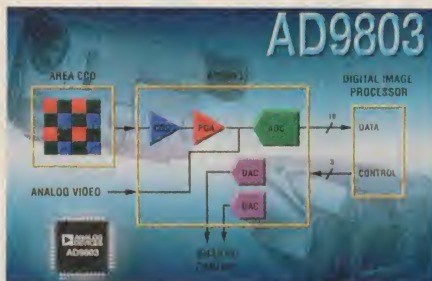 AD9803
AREA CCD
AD9803
DIGITAL IMAGE
PROCESSOR
CDS
PGA
ADC
10
DATA
DAC
3
CONTROL
ANALOG VIDEO
DAC
ANALOG
DEVICES
AD9803